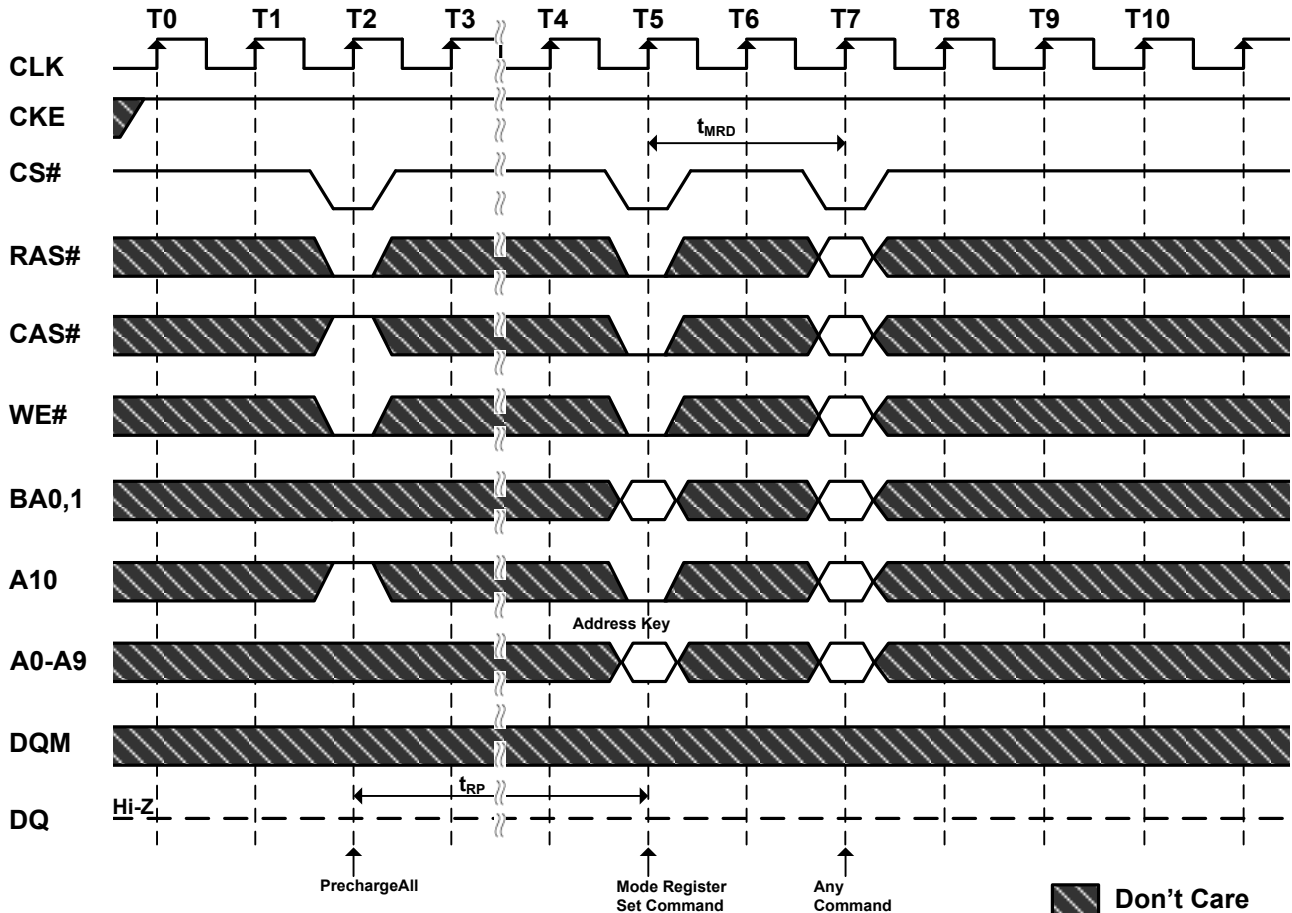 T0 T1 T2 T3 T4 T5 T6 T7 T8 T9 T10
CLK
CKE
tMRD
CS#
RAS#
CAS#
WE#
BA0,1
A10
Address Key
A0-A9
DQM
tRP
Hi-Z
DQ
PrechargeAll
Mode Register
Set Command
Any
Command
Don't Care